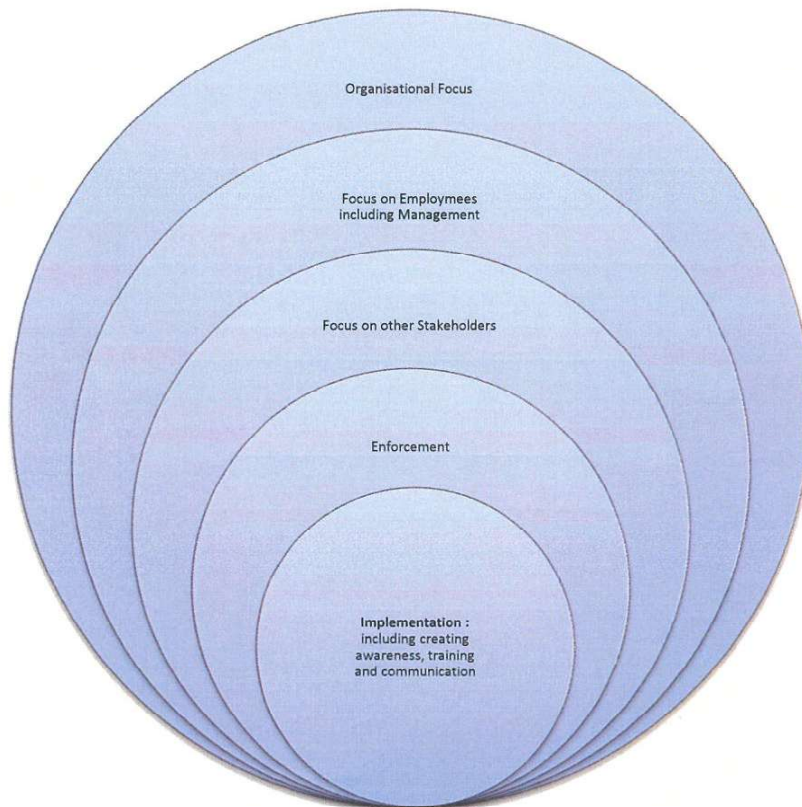 Organisational Focus
Focus on Employmees
including Management
Focus on other Stakeholders
Enforcement
Implementation :
including creating
awareness, training
and communication